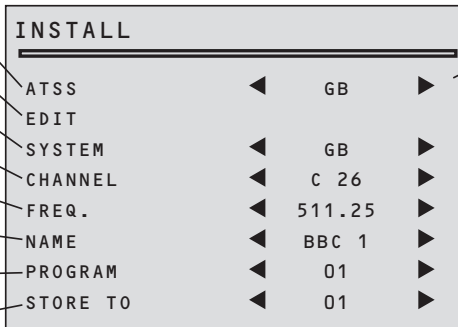 INSTALL
ATSS ◀ GB ▶
EDIT
SYSTEM ◀ GB ▶
CHANNEL ◀ C 26 ▶
FREQ. ◀ 511.25 ▶
NAME ◀ BBC 1 ▶
PROGRAM ◀ 01 ▶
STORE TO ◀ 01 ▶